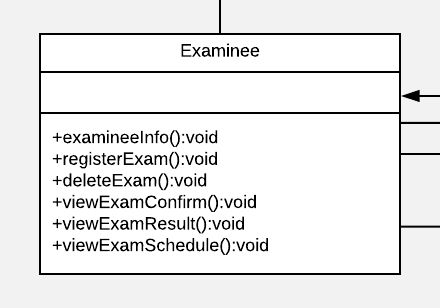 Examinee
+examineeInfo():void
+registerExam():void
+deleteExam():void
+viewExamConfirm():void
+viewExamResult():void
+viewExamSchedule():void